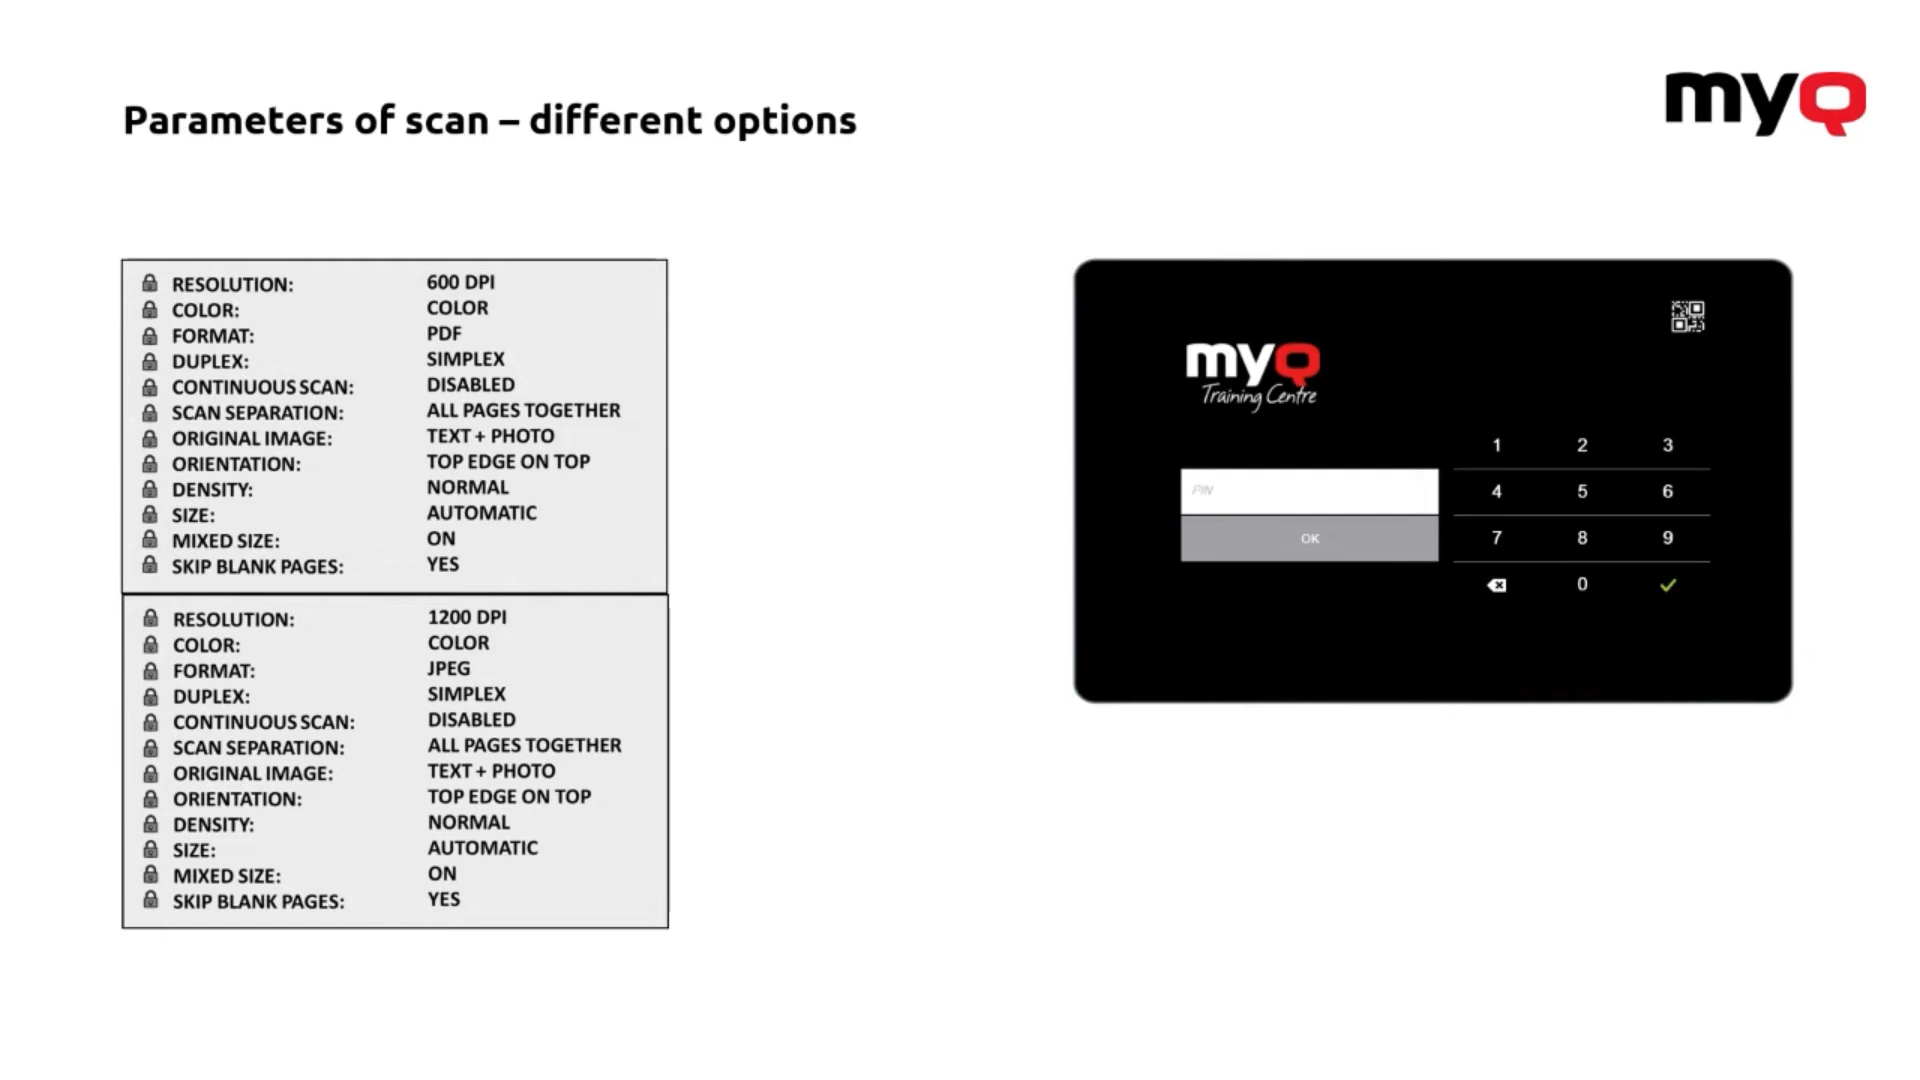 myQ
Parameters of scan – different options
RESOLUTION: 600 DPI
COLOR: COLOR
FORMAT: PDF
DUPLEX: SIMPLEX
CONTINUOUS SCAN: DISABLED
SCAN SEPARATION: ALL PAGES TOGETHER
ORIGINAL IMAGE: TEXT + PHOTO
ORIENTATION: TOP EDGE ON TOP
DENSITY: NORMAL
SIZE: AUTOMATIC
MIXED SIZE: ON
SKIP BLANK PAGES: YES
RESOLUTION: 1200 DPI
COLOR: COLOR
FORMAT: JPEG
DUPLEX: SIMPLEX
CONTINUOUS SCAN: DISABLED
SCAN SEPARATION: ALL PAGES TOGETHER
ORIGINAL IMAGE: TEXT + PHOTO
ORIENTATION: TOP EDGE ON TOP
DENSITY: NORMAL
SIZE: AUTOMATIC
MIXED SIZE: ON
SKIP BLANK PAGES: YES
myQ
Training Centre
PIN
OK
1 2 3
4 5 6
7 8 9
0